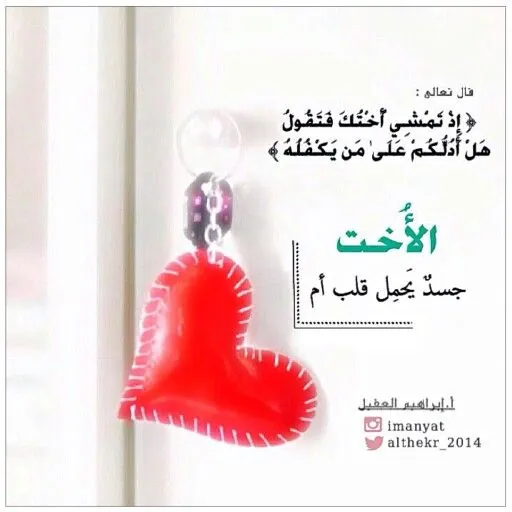 قال تعالى :
﴿ إِذْ تَمْشِي أُخْتُكَ فَتَقُولُ
هَلْ أَدُلُّكُمْ عَلَىٰ مَن يَكْفُلُهُ ﴾
الأُخت
جسدٌ يَحمِل قلب أم
أ.إبراهيم العقيل
imanyat
althekr_2014